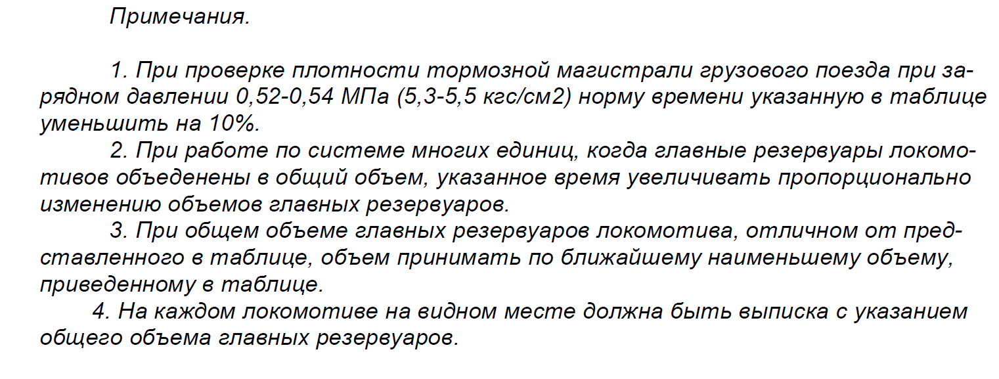 Примечания.
1. При проверке плотности тормозной магистрали грузового поезда при за-
рядном давлении 0,52-0,54 МПа (5,3-5,5 кгс/см2) норму времени указанную в таблице
уменьшить на 10%.
2. При работе по системе многих единиц, когда главные резервуары локомо-
тивов объеденены в общий объем, указанное время увеличивать пропорционально
изменению объемов главных резервуаров.
3. При общем объеме главных резервуаров локомотива, отличном от пред-
ставленного в таблице, объем принимать по ближайшему наименьшему объему,
приведенному в таблице.
4. На каждом локомотиве на видном месте должна быть выписка с указанием
общего объема главных резервуаров.